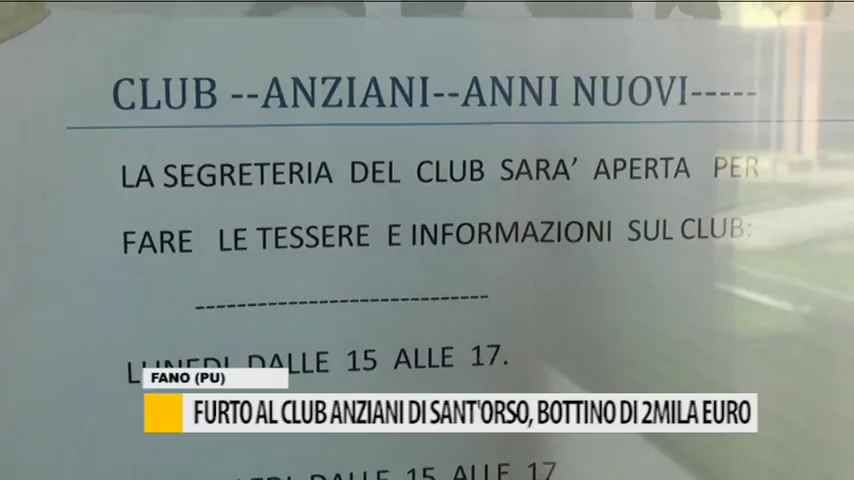 CLUB --ANZIANI--ANNI NUOVI-----
LA SEGRETERIA DEL CLUB SARA' APERTA PER
FARE LE TESSERE E INFORMAZIONI SUL CLUB:
----------------------------
LUNEDI DALLE 15 ALLE 17.
FANO (PU)
FURTO AL CLUB ANZIANI DI SANT'ORSO, BOTTINO DI 2MILA EURO
DALLE 15 ALLE 17